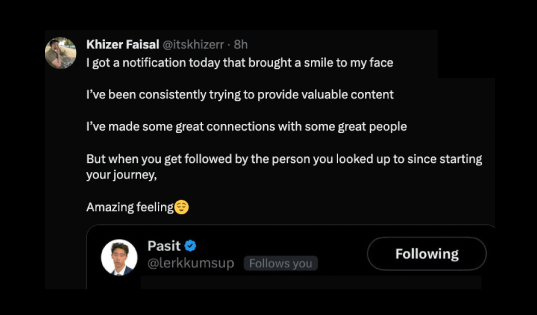 Khizer Faisal @itskhizerr · 8h
I got a notification today that brought a smile to my face
I've been consistently trying to provide valuable content
I've made some great connections with some great people
But when you get followed by the person you looked up to since starting
your journey,
Amazing feeling😌
Pasit
Following
@lerkkumsup Follows you